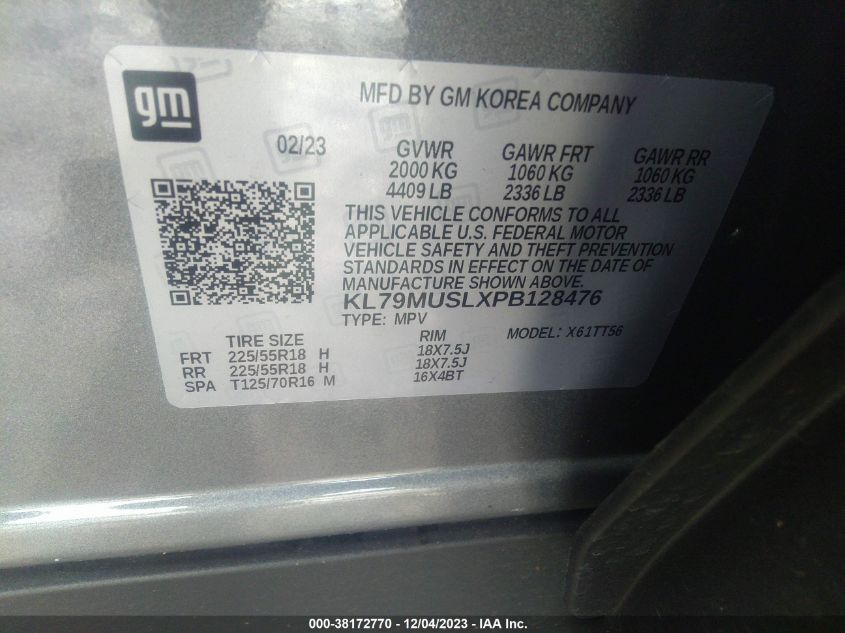 gm
MFD BY GM KOREA COMPANY
02/23 GVWR GAWR FRT GAWR RR
2000 KG 1060 KG 1060 KG
4409 LB 2336 LB 2336 LB
THIS VEHICLE CONFORMS TO ALL
APPLICABLE U.S. FEDERAL MOTOR
VEHICLE SAFETY AND THEFT PREVENTION
STANDARDS IN EFFECT ON THE DATE OF
MANUFACTURE SHOWN ABOVE.
KL79MUSLXPB128476
TYPE: MPV MODEL: X61TT56
TIRE SIZE RIM
FRT 225/55R18 H 18X7.5J
RR 225/55R18 H 18X7.5J
SPA T125/70R16 M 16X4BT
000-38172770 - 12/04/2023 - IAA Inc.